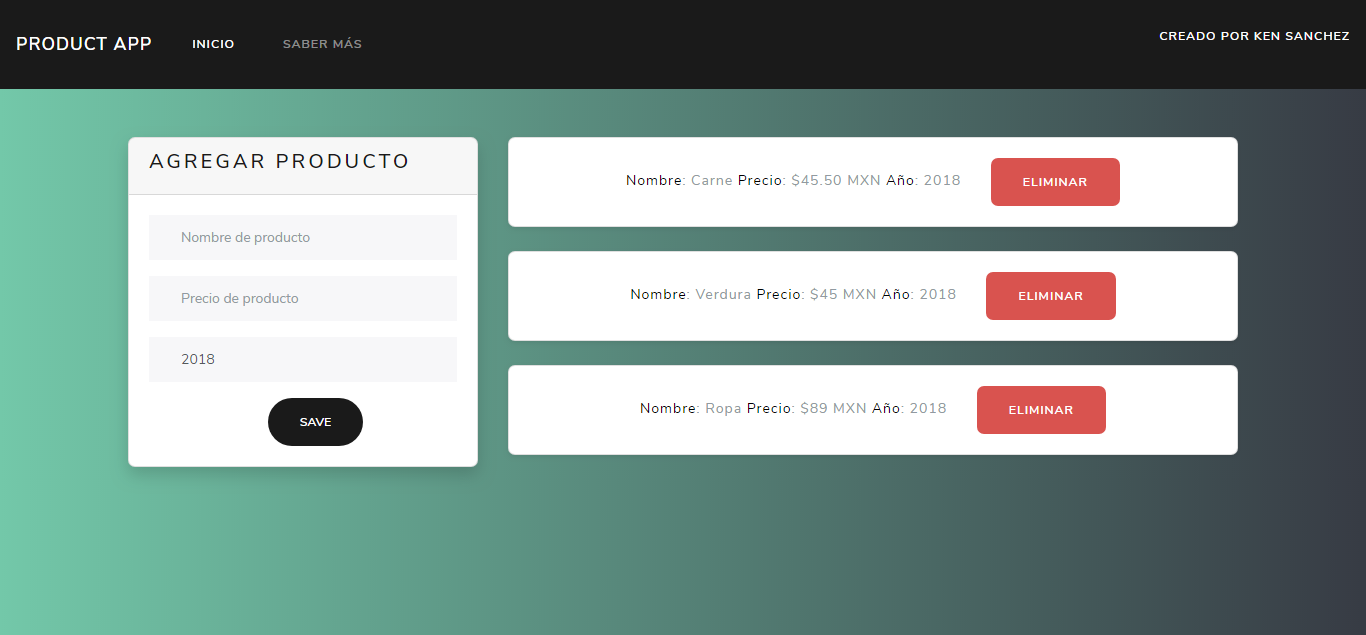 PRODUCT APP INICIO SABER MÁS CREADO POR KEN SANCHEZ
AGREGAR PRODUCTO
Nombre de producto
Precio de producto
2018
SAVE
Nombre: Carne Precio: $45.50 MXN Año: 2018 ELIMINAR
Nombre: Verdura Precio: $45 MXN Año: 2018 ELIMINAR
Nombre: Ropa Precio: $89 MXN Año: 2018 ELIMINAR